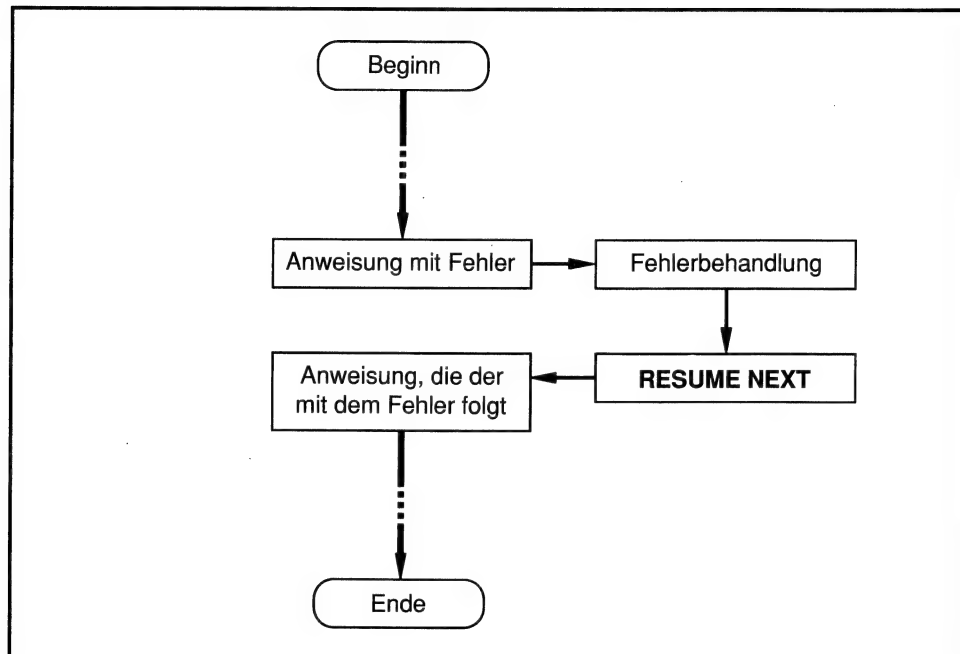 Beginn
Anweisung mit Fehler
Fehlerbehandlung
RESUME NEXT
Anweisung, die der
mit dem Fehler folgt
Ende